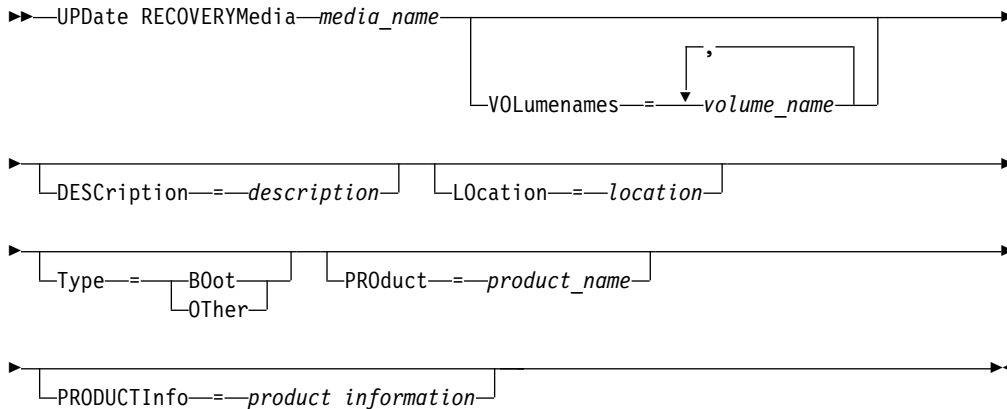 UPDate RECOVERYMedia media_name
,
VOLumenames = volume_name
DESCription = description LOcation = location
Type = BOot PROduct = product_name
OTher
PRODUCTInfo = product information